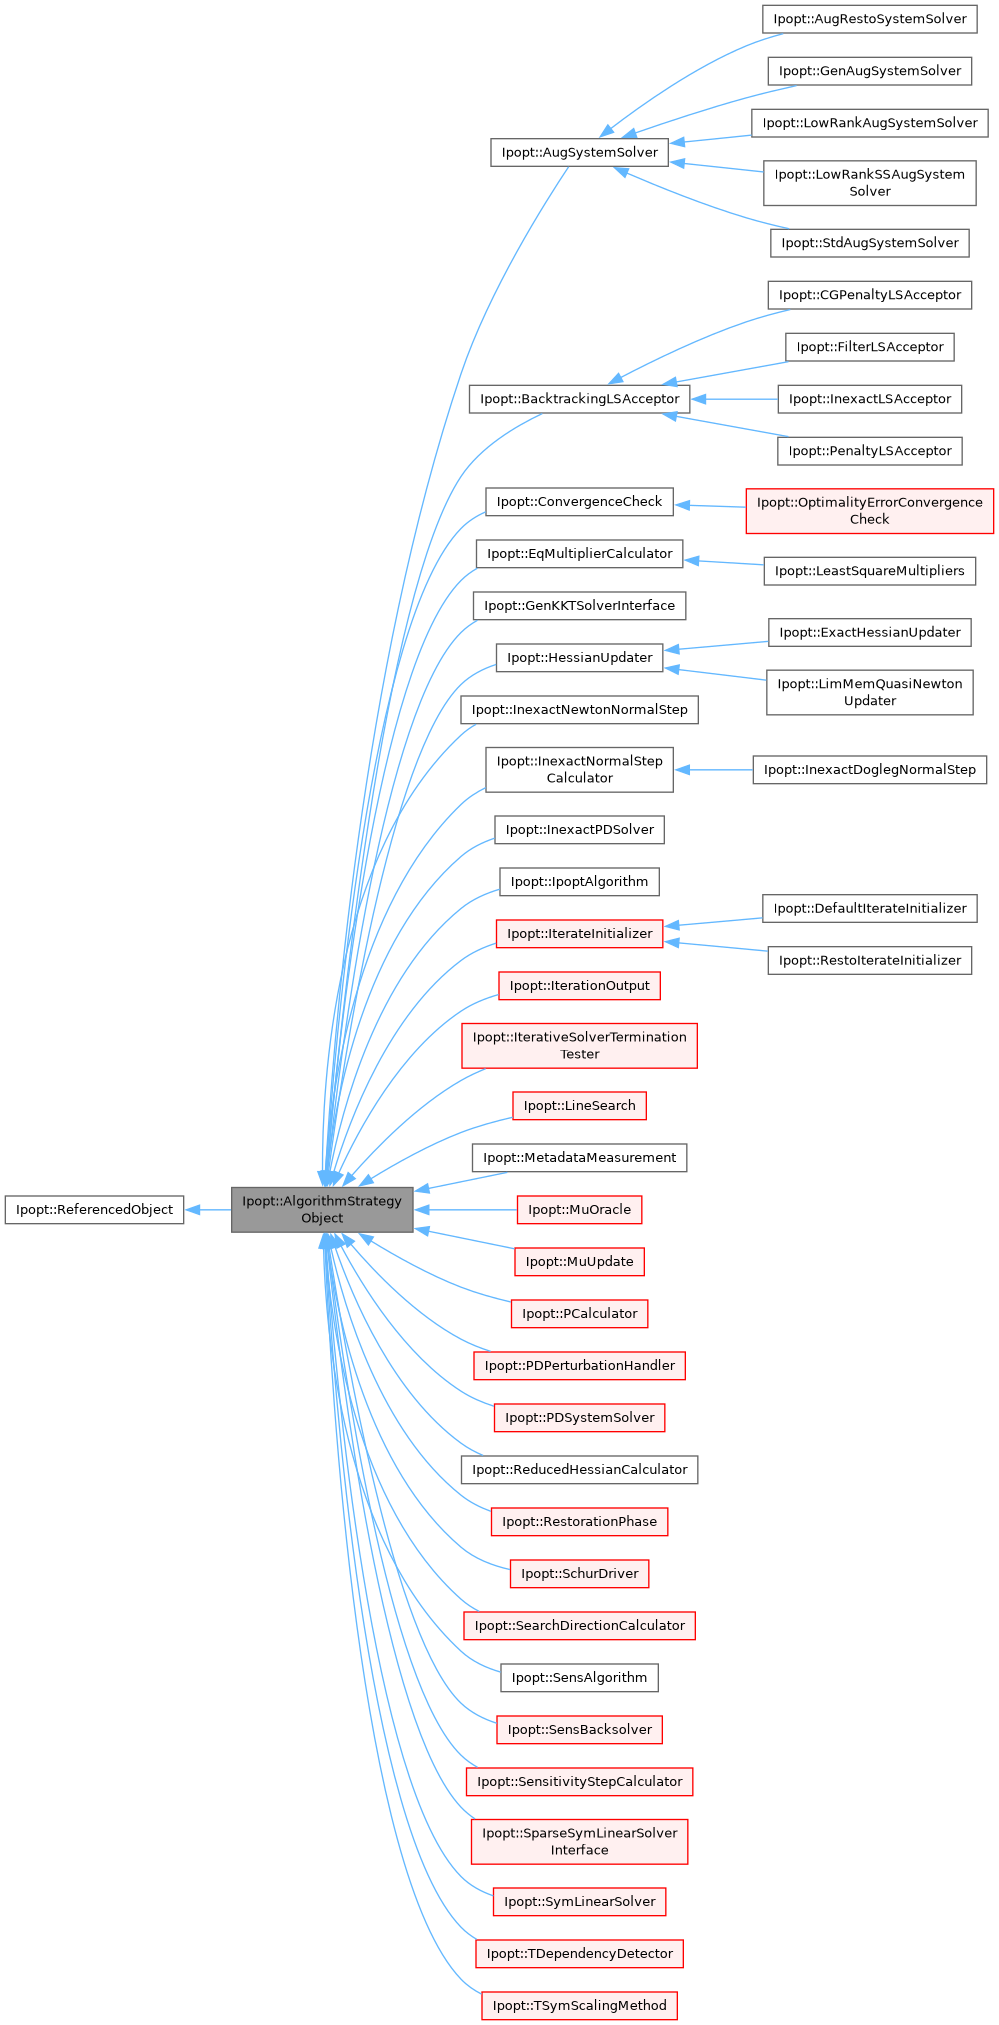 Ipopt::AugRestoSystemSolver
Ipopt::GenAugSystemSolver
Ipopt::LowRankAugSystemSolver
Ipopt::AugSystemSolver
Ipopt::LowRankSSAugSystem
Solver
Ipopt::StdAugSystemSolver
Ipopt::CGPenaltyLSAcceptor
Ipopt::FilterLSAcceptor
Ipopt::BacktrackingLSAcceptor
Ipopt::InexactLSAcceptor
Ipopt::PenaltyLSAcceptor
Ipopt::ConvergenceCheck
Ipopt::OptimalityErrorConvergence
Check
Ipopt::EqMultiplierCalculator
Ipopt::LeastSquareMultipliers
Ipopt::GenKKTSolverInterface
Ipopt::ExactHessianUpdater
Ipopt::HessianUpdater
Ipopt::LimMemQuasiNewton
Updater
Ipopt::InexactNewtonNormalStep
Ipopt::InexactNormalStep
Calculator
Ipopt::InexactDoglegNormalStep
Ipopt::InexactPDSolver
Ipopt::IpoptAlgorithm
Ipopt::DefaultIterateInitializer
Ipopt::IterateInitializer
Ipopt::RestoIterateInitializer
Ipopt::IterationOutput
Ipopt::IterativeSolverTermination
Tester
Ipopt::LineSearch
Ipopt::MetadataMeasurement
Ipopt::ReferencedObject
Ipopt::AlgorithmStrategy
Object
Ipopt::MuOracle
Ipopt::MuUpdate
Ipopt::PCalculator
Ipopt::PDPerturbationHandler
Ipopt::PDSystemSolver
Ipopt::ReducedHessianCalculator
Ipopt::RestorationPhase
Ipopt::SchurDriver
Ipopt::SearchDirectionCalculator
Ipopt::SensAlgorithm
Ipopt::SensBacksolver
Ipopt::SensitivityStepCalculator
Ipopt::SparseSymLinearSolver
Interface
Ipopt::SymLinearSolver
Ipopt::TDependencyDetector
Ipopt::TSymScalingMethod